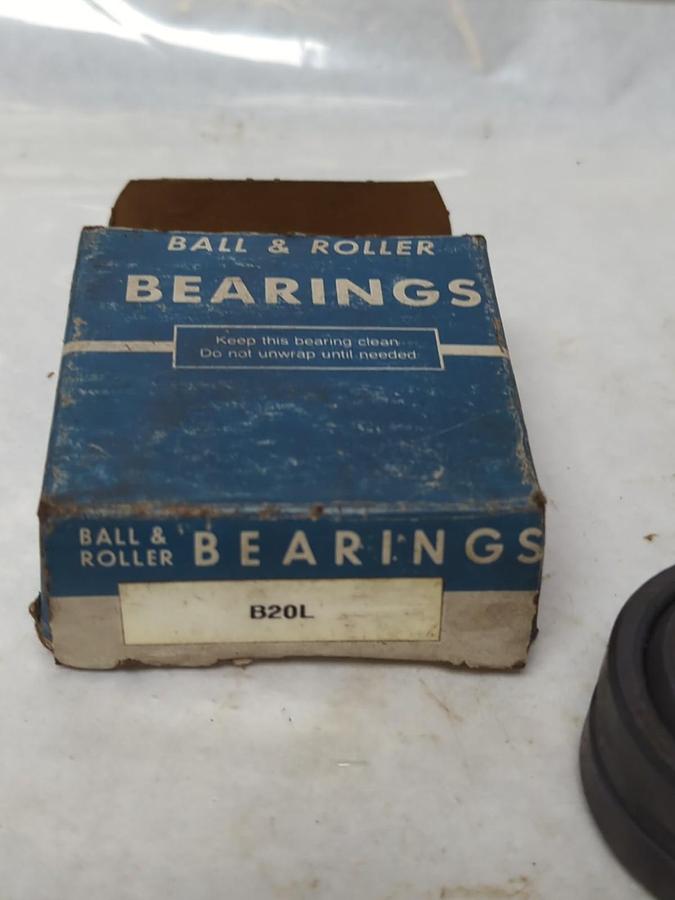 BALL & ROLLER
BEARINGS
Keep this bearing clean
Do not unwrap until needed
BALL &
ROLLER
BEARINGS
B20L